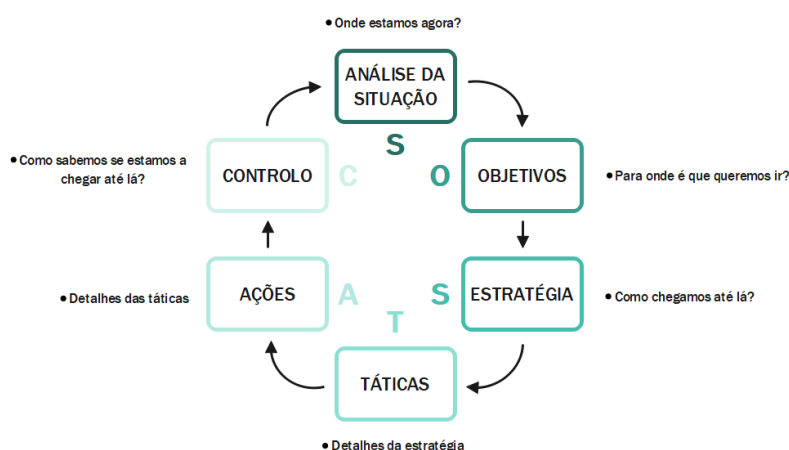 • Onde estamos agora?
ANÁLISE DA
SITUAÇÃO
S
O
OBJETIVOS
• Para onde é que queremos ir?
S
ESTRATÉGIA
• Como chegamos até lá?
T
TÁTICAS
• Detalhes da estratégia
A
AÇÕES
• Detalhes das táticas
C
CONTROLO
• Como sabemos se estamos a
chegar até lá?